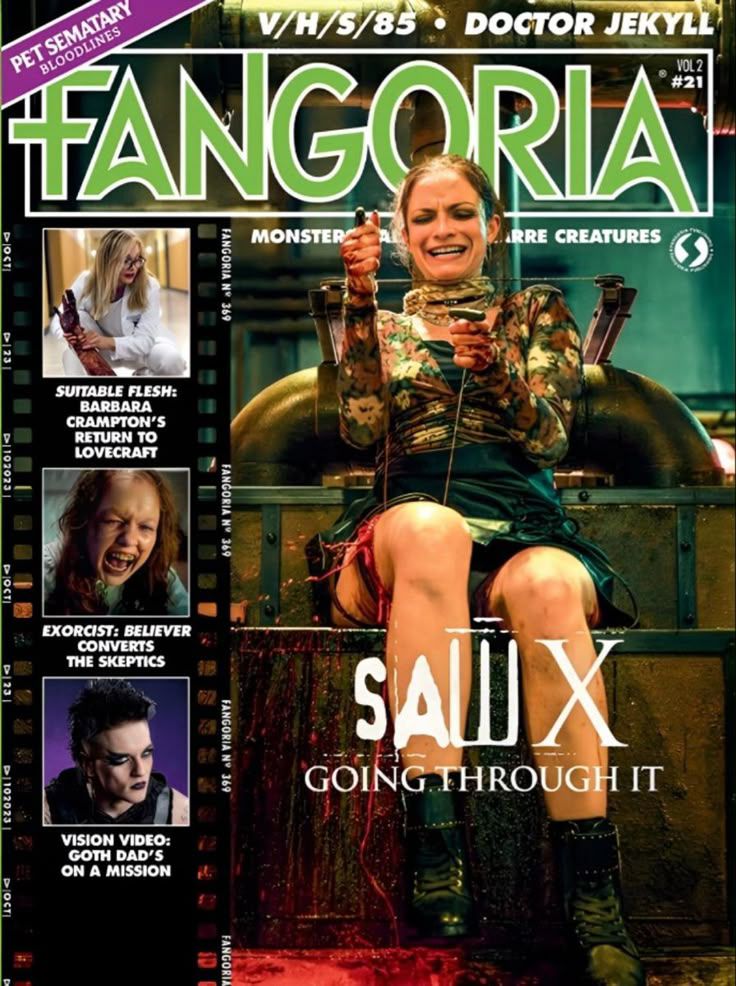 PET SEMATARY
BLOODLINES
V/H/S/85 • DOCTOR JEKYLL
FANGORIA
®
VOL 2
#21
MONSTER
RRE CREATURES
SUITABLE FLESH:
BARBARA
CRAMPTON'S
RETURN TO
LOVECRAFT
EXORCIST: BELIEVER
CONVERTS
THE SKEPTICS
VISION VIDEO:
GOTH DAD'S
ON A MISSION
SAW X
GOING THROUGH IT
FANGORIA Nº 369
FANGORIA Nº 369
FANGORIA Nº 369
FANGORIA
OCT|
23|
102023
OCT|
23|
102023
OCT|